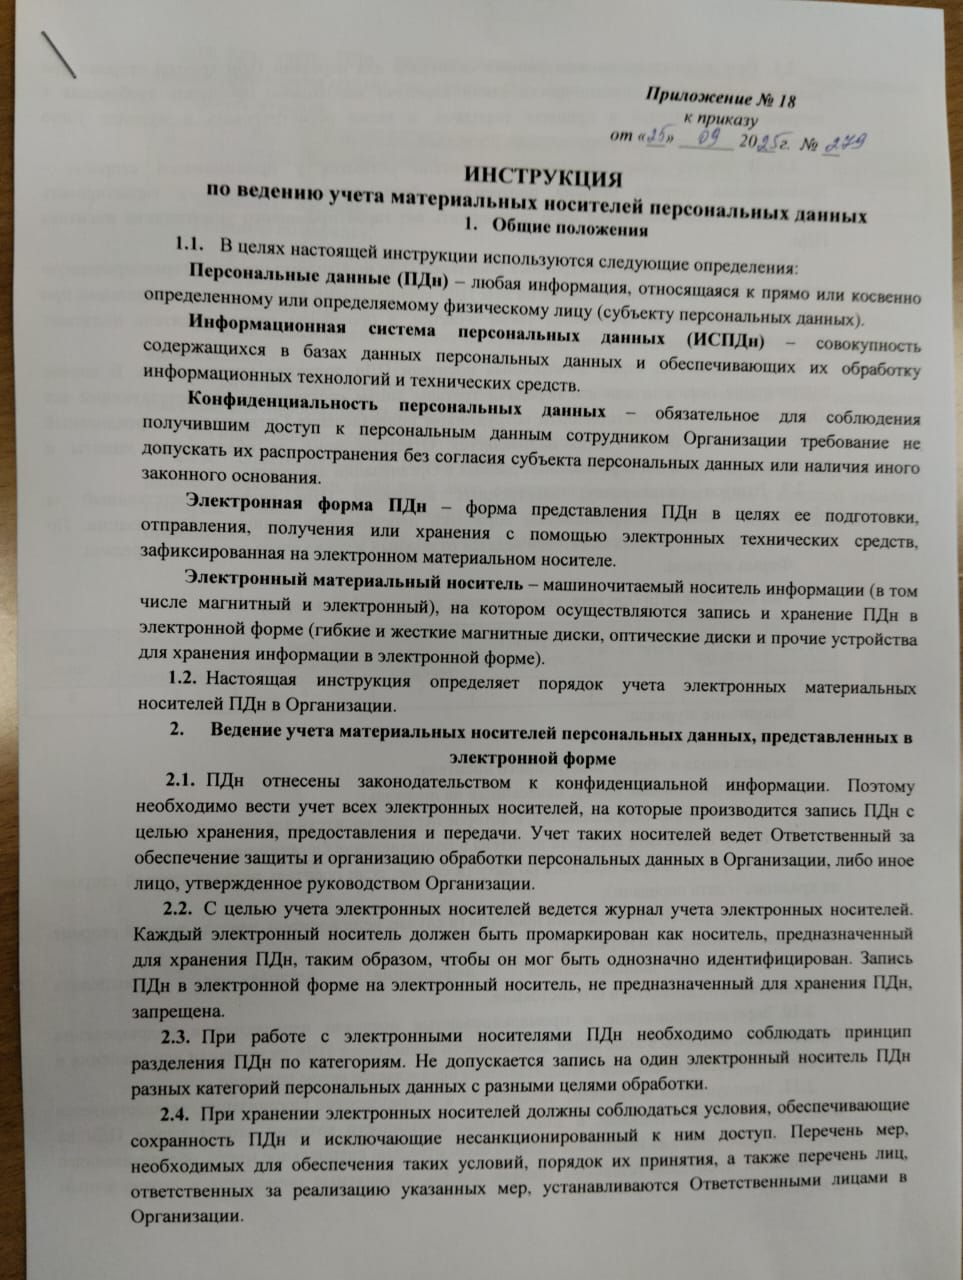 Приложение № 18
к приказу
от «25» 09 2025г. № 279
ИНСТРУКЦИЯ
по ведению учета материальных носителей персональных данных
1. Общие положения
1.1. В целях настоящей инструкции используются следующие определения:
Персональные данные (ПДн) – любая информация, относящаяся к прямо или косвенно
определенному или определяемому физическому лицу (субъекту персональных данных).
Информационная система персональных данных (ИСПДн) – совокупность
содержащихся в базах данных персональных данных и обеспечивающих их обработку
информационных технологий и технических средств.
Конфиденциальность персональных данных – обязательное для соблюдения
получившим доступ к персональным данным сотрудником Организации требование не
допускать их распространения без согласия субъекта персональных данных или наличия иного
законного основания.
Электронная форма ПДн – форма представления ПДн в целях ее подготовки,
отправления, получения или хранения с помощью электронных технических средств,
зафиксированная на электронном материальном носителе.
Электронный материальный носитель – машиночитаемый носитель информации (в том
числе магнитный и электронный), на котором осуществляются запись и хранение ПДн в
электронной форме (гибкие и жесткие магнитные диски, оптические диски и прочие устройства
для хранения информации в электронной форме).
1.2. Настоящая инструкция определяет порядок учета электронных материальных
носителей ПДн в Организации.
2. Ведение учета материальных носителей персональных данных, представленных в
электронной форме
2.1. ПДн отнесены законодательством к конфиденциальной информации. Поэтому
необходимо вести учет всех электронных носителей, на которые производится запись ПДн с
целью хранения, предоставления и передачи. Учет таких носителей ведет Ответственный за
обеспечение защиты и организацию обработки персональных данных в Организации, либо иное
лицо, утвержденное руководством Организации.
2.2. С целью учета электронных носителей ведется журнал учета электронных носителей.
Каждый электронный носитель должен быть промаркирован как носитель, предназначенный
для хранения ПДн, таким образом, чтобы он мог быть однозначно идентифицирован. Запись
ПДн в электронной форме на электронный носитель, не предназначенный для хранения ПДн,
запрещена.
2.3. При работе с электронными носителями ПДн необходимо соблюдать принцип
разделения ПДн по категориям. Не допускается запись на один электронный носитель ПДн
разных категорий персональных данных с разными целями обработки.
2.4. При хранении электронных носителей должны соблюдаться условия, обеспечивающие
сохранность ПДн и исключающие несанкционированный к ним доступ. Перечень мер,
необходимых для обеспечения таких условий, порядок их принятия, а также перечень лиц,
ответственных за реализацию указанных мер, устанавливаются Ответственными лицами в
Организации.